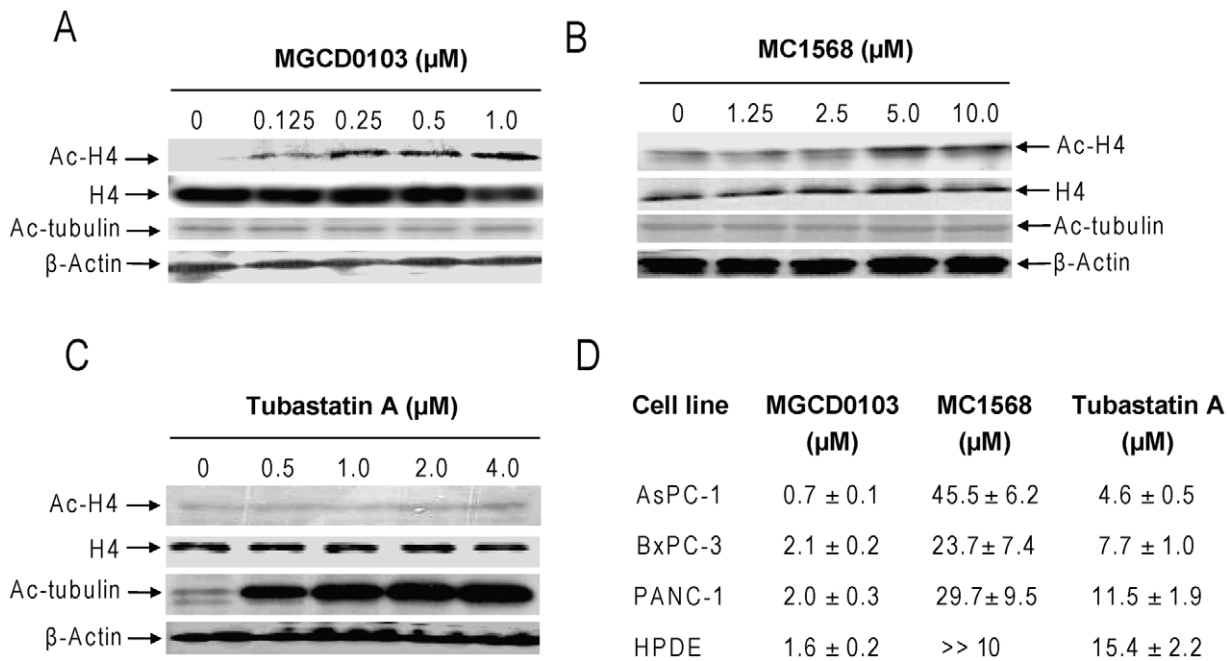 A
MGCD0103 (µM)
0 0.125 0.25 0.5 1.0
Ac-H4
H4
Ac-tubulin
β-Actin
B
MC1568 (µM)
0 1.25 2.5 5.0 10.0
Ac-H4
H4
Ac-tubulin
β-Actin
C
Tubastatin A (µM)
0 0.5 1.0 2.0 4.0
Ac-H4
H4
Ac-tubulin
β-Actin
D
Cell line MGCD0103 MC1568 Tubastatin A
(µM) (µM) (µM)
AsPC-1 0.7 ± 0.1 45.5 ± 6.2 4.6 ± 0.5
BxPC-3 2.1 ± 0.2 23.7± 7.4 7.7 ± 1.0
PANC-1 2.0 ± 0.3 29.7± 9.5 11.5 ± 1.9
HPDE 1.6 ± 0.2 >> 10 15.4 ± 2.2